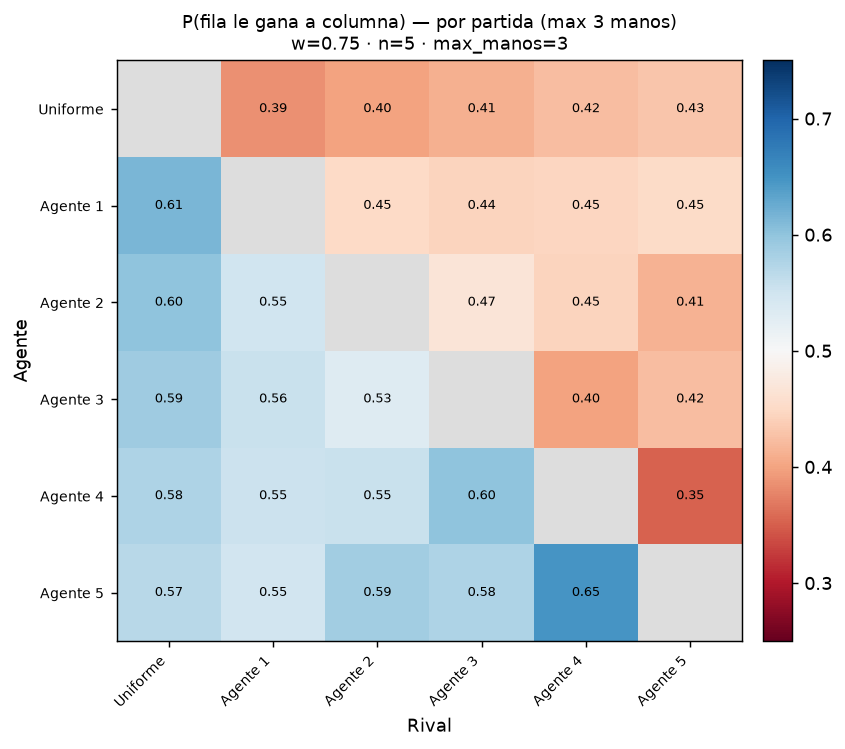 P(fila le gana a columna) — por partida (max 3 manos)
w=0.75 · n=5 · max_manos=3
Agente
Uniforme 0.39 0.40 0.41 0.42 0.43
Agente 1 0.61 0.45 0.44 0.45 0.45
Agente 2 0.60 0.55 0.47 0.45 0.41
Agente 3 0.59 0.56 0.53 0.40 0.42
Agente 4 0.58 0.55 0.55 0.60 0.35
Agente 5 0.57 0.55 0.59 0.58 0.65
Uniforme Agente 1 Agente 2 Agente 3 Agente 4 Agente 5
Rival
0.7
0.6
0.5
0.4
0.3